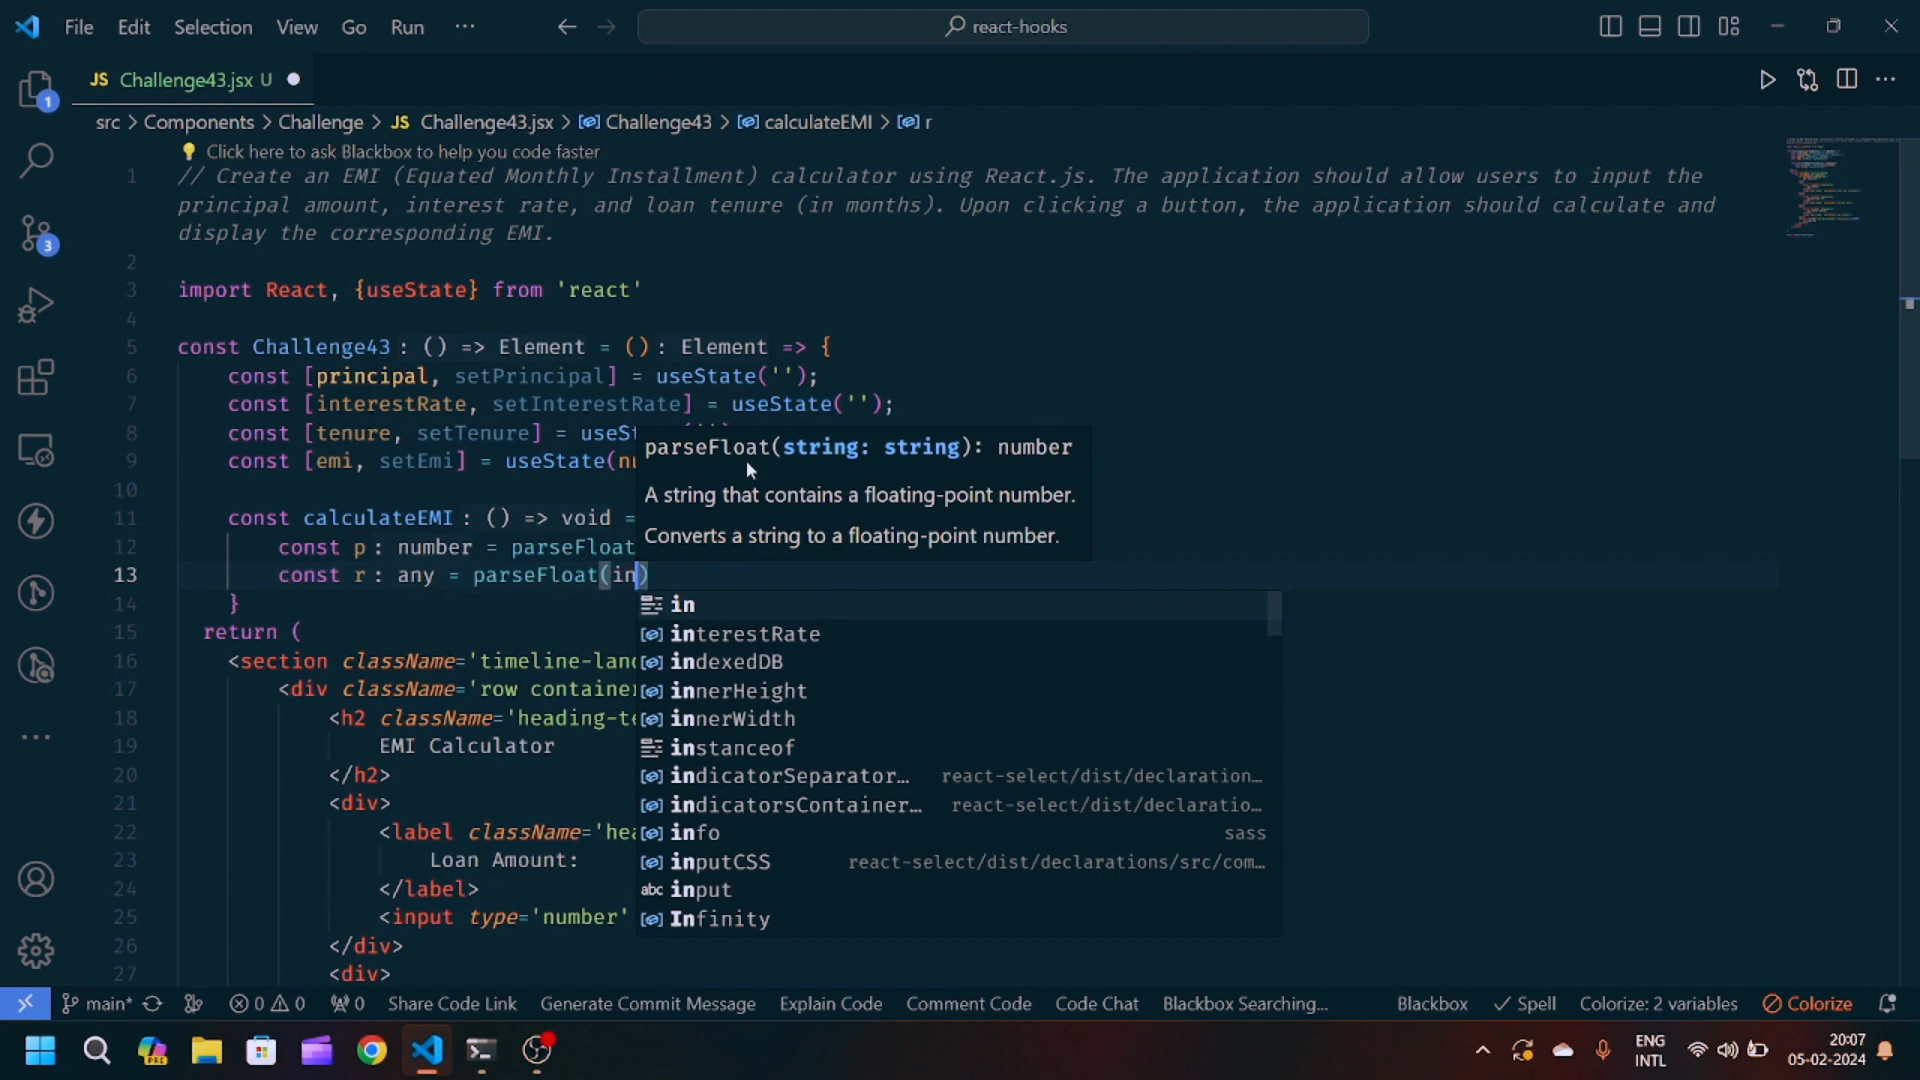 File Edit Selection View Go Run ··· react-hooks
JS Challenge43.jsx U
src > Components > Challenge > JS Challenge43.jsx > Challenge43 > calculateEMI > r
Click here to ask Blackbox to help you code faster
1 // Create an EMI (Equated Monthly Installment) calculator using React.js. The application should allow users to input the
principal amount, interest rate, and loan tenure (in months). Upon clicking a button, the application should calculate and
display the corresponding EMI.
2
3 import React, {useState} from 'react'
4
5 const Challenge43: () => Element = (): Element => {
6 const [principal, setPrincipal] = useState('');
7 const [interestRate, setInterestRate] = useState('');
8 const [tenure, setTenure] = useSt
9 const [emi, setEmi] = useState(nu
10
11 const calculateEMI: () => void =
12 const p: number = parseFloat
13 const r: any = parseFloat(in)
14 }
15 return (
16 <section className='timeline-lan
17 <div className='row container
18 <h2 className='heading-te
19 EMI Calculator
20 </h2>
21 <div>
22 <label className='hea
23 Loan Amount:
24 </label>
25 <input type='number'
26 </div>
27 <div>
parseFloat(string: string): number
A string that contains a floating-point number.
Converts a string to a floating-point number.
in
interestRate
indexedDB
innerHeight
innerWidth
instanceof
indicatorSeparator… react-select/dist/declaration…
indicatorsContainer… react-select/dist/declaratio…
info sass
inputCSS react-select/dist/declarations/src/com…
abc input
Infinity
1
3
main* 0 0 0 Share Code Link Generate Commit Message Explain Code Comment Code Code Chat Blackbox Searching... Blackbox Spell Colorize: 2 variables Colorize
PRE
ENG
INTL
20:07
05-02-2024